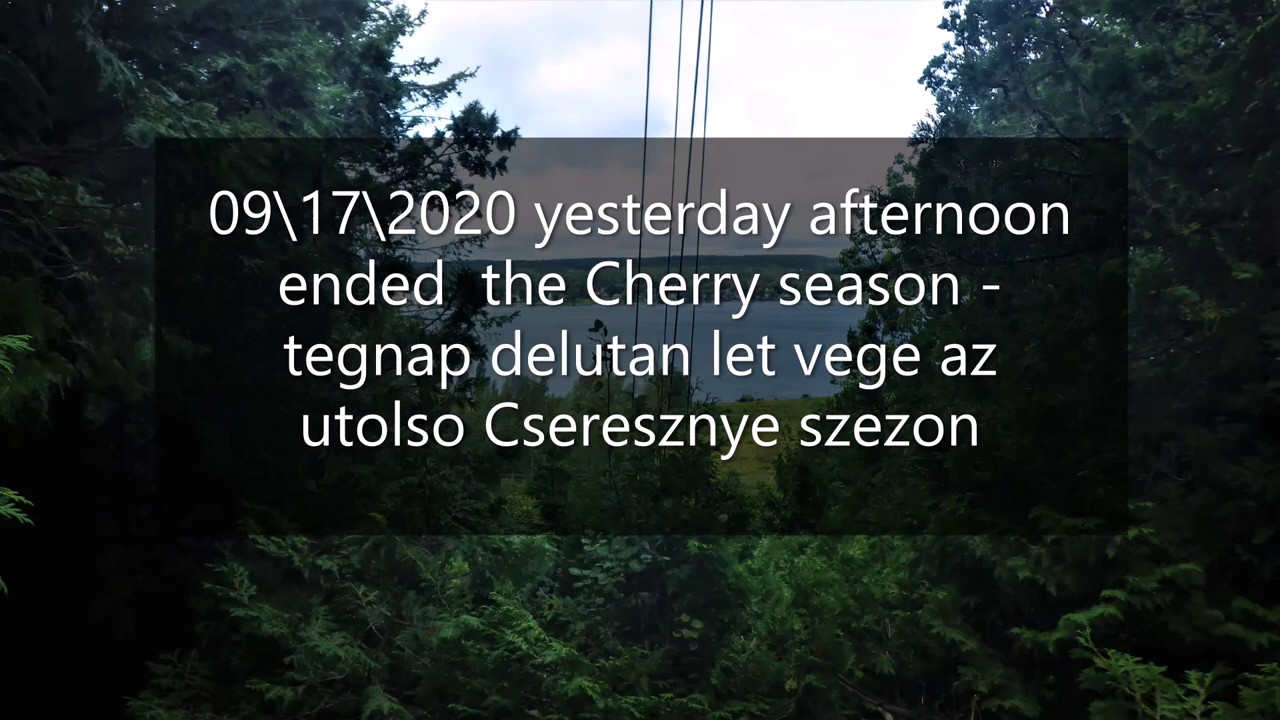 09\17\2020 yesterday afternoon
ended  the Cherry season -
tegnap delutan let vege az
utolso Cseresznye szezon